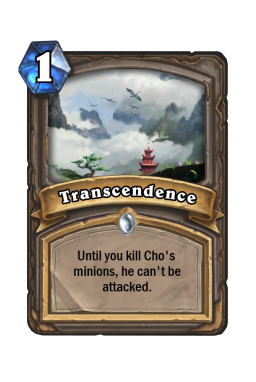 1
Transcendence
Until you kill Cho's
minions, he can't be
attacked.